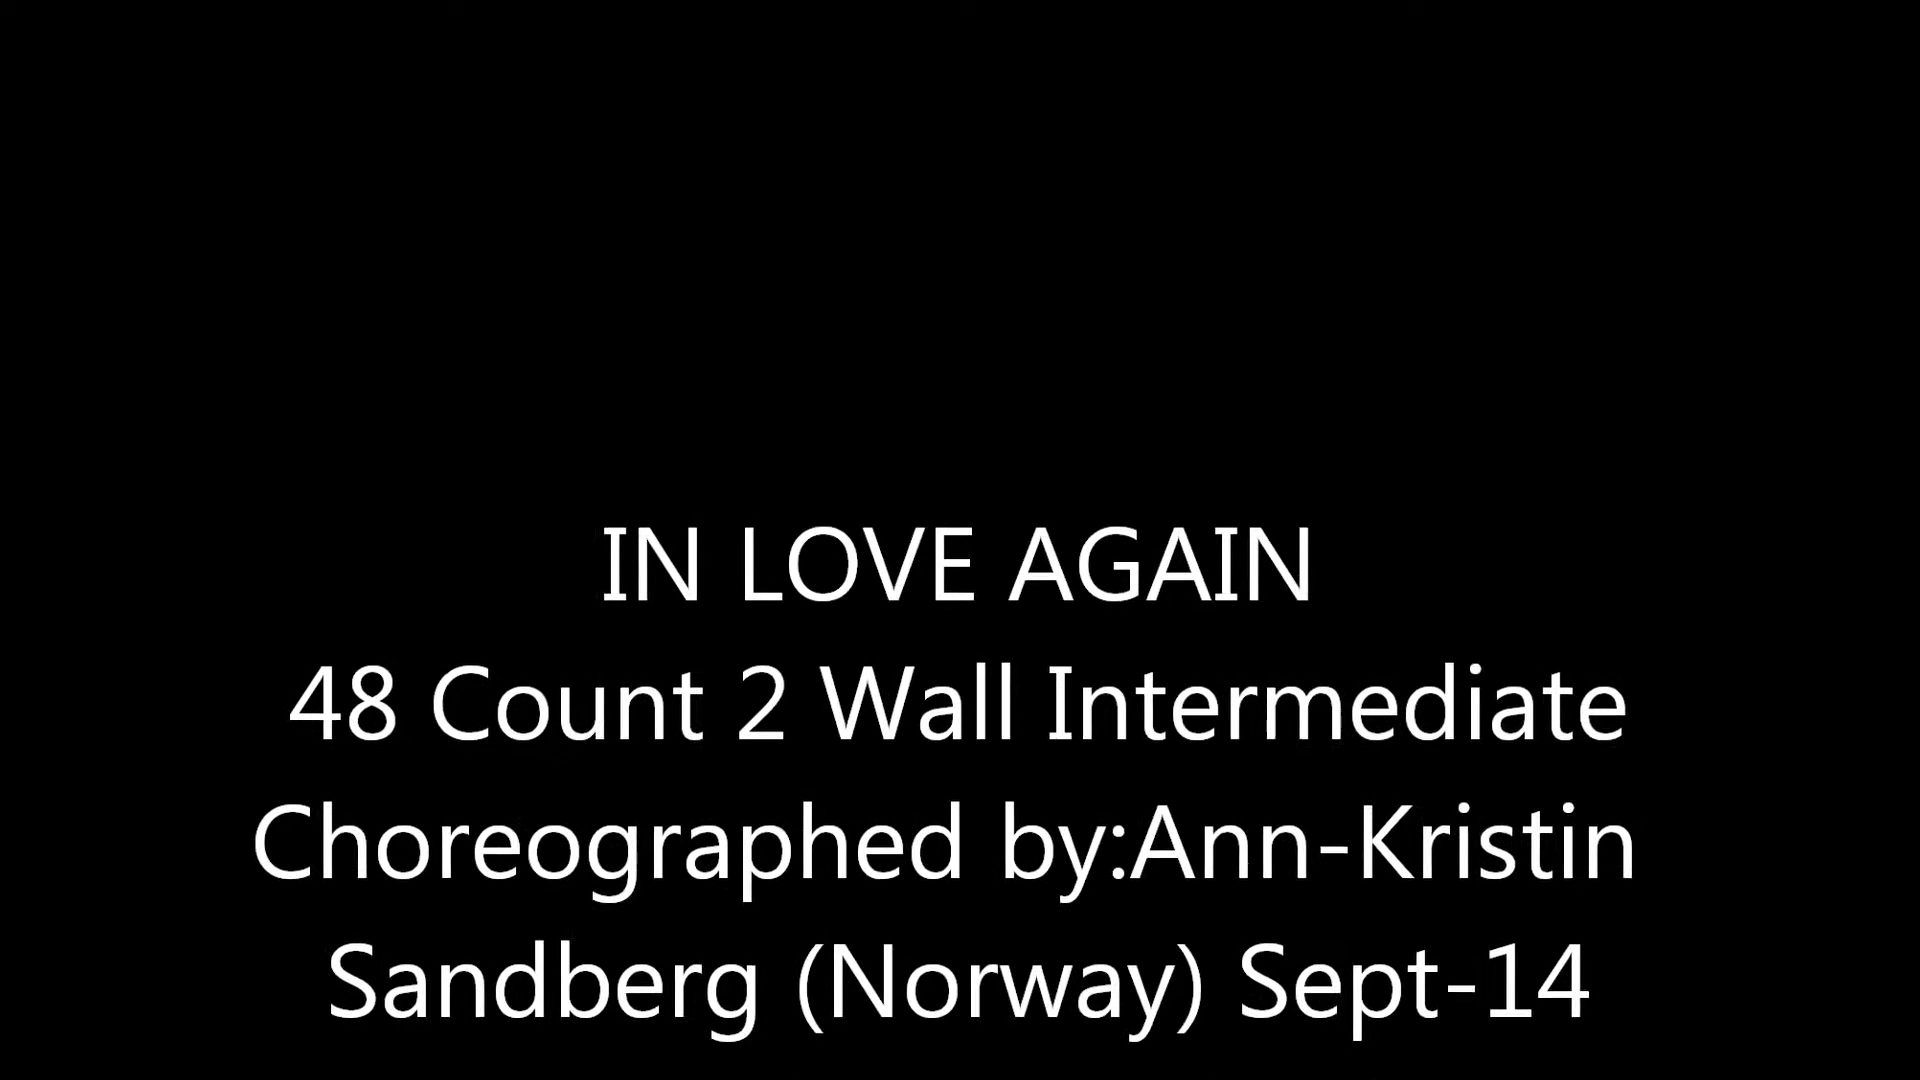 IN LOVE AGAIN
48 Count 2 Wall Intermediate
Choreographed by:Ann-Kristin
Sandberg (Norway) Sept-14